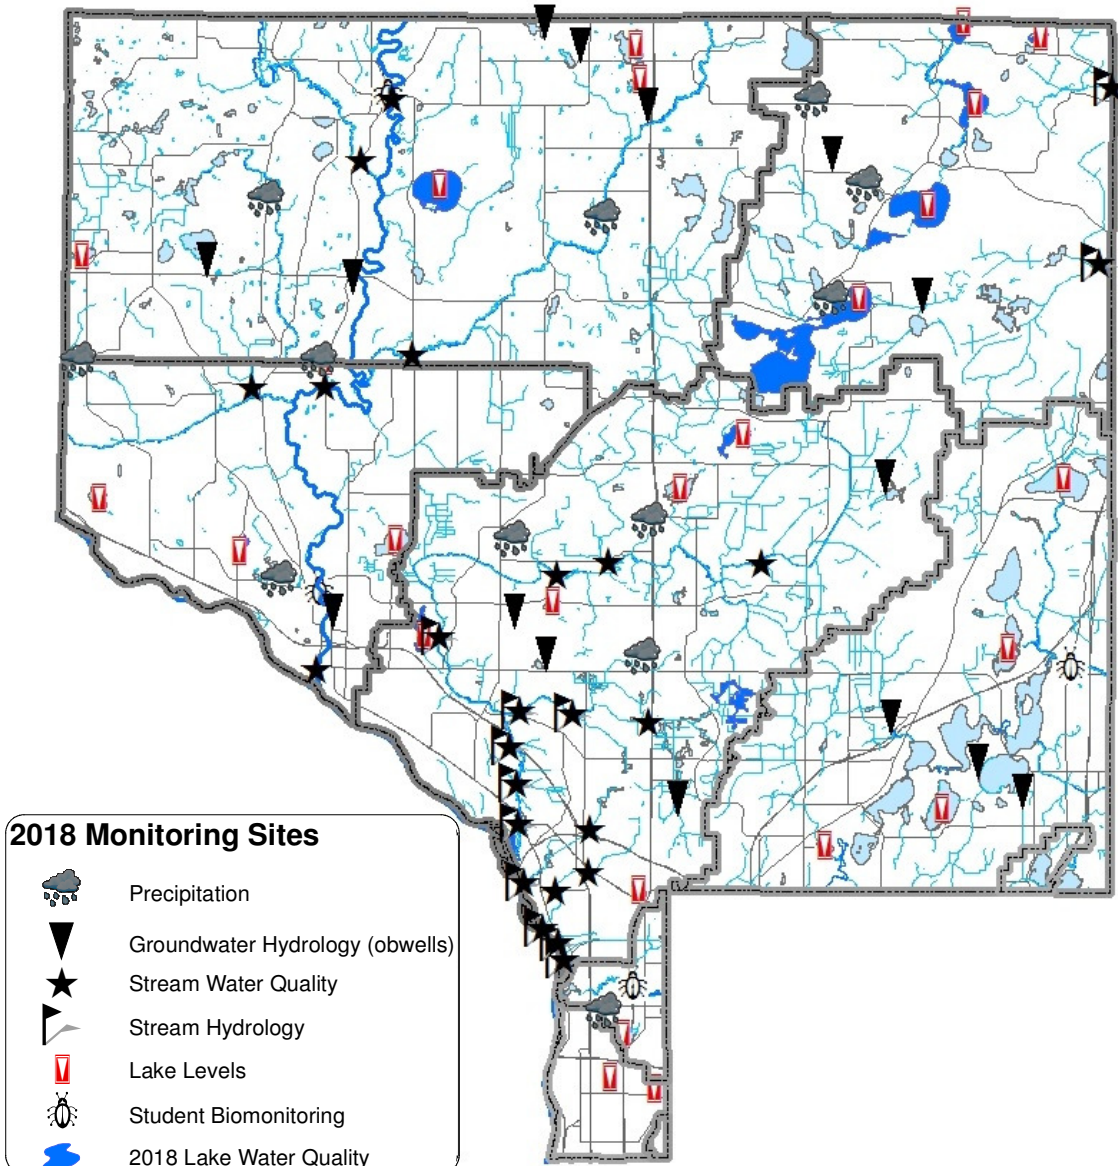 2018 Monitoring Sites
Precipitation
Groundwater Hydrology (obwells)
Stream Water Quality
Stream Hydrology
Lake Levels
Student Biomonitoring
2018 Lake Water Quality